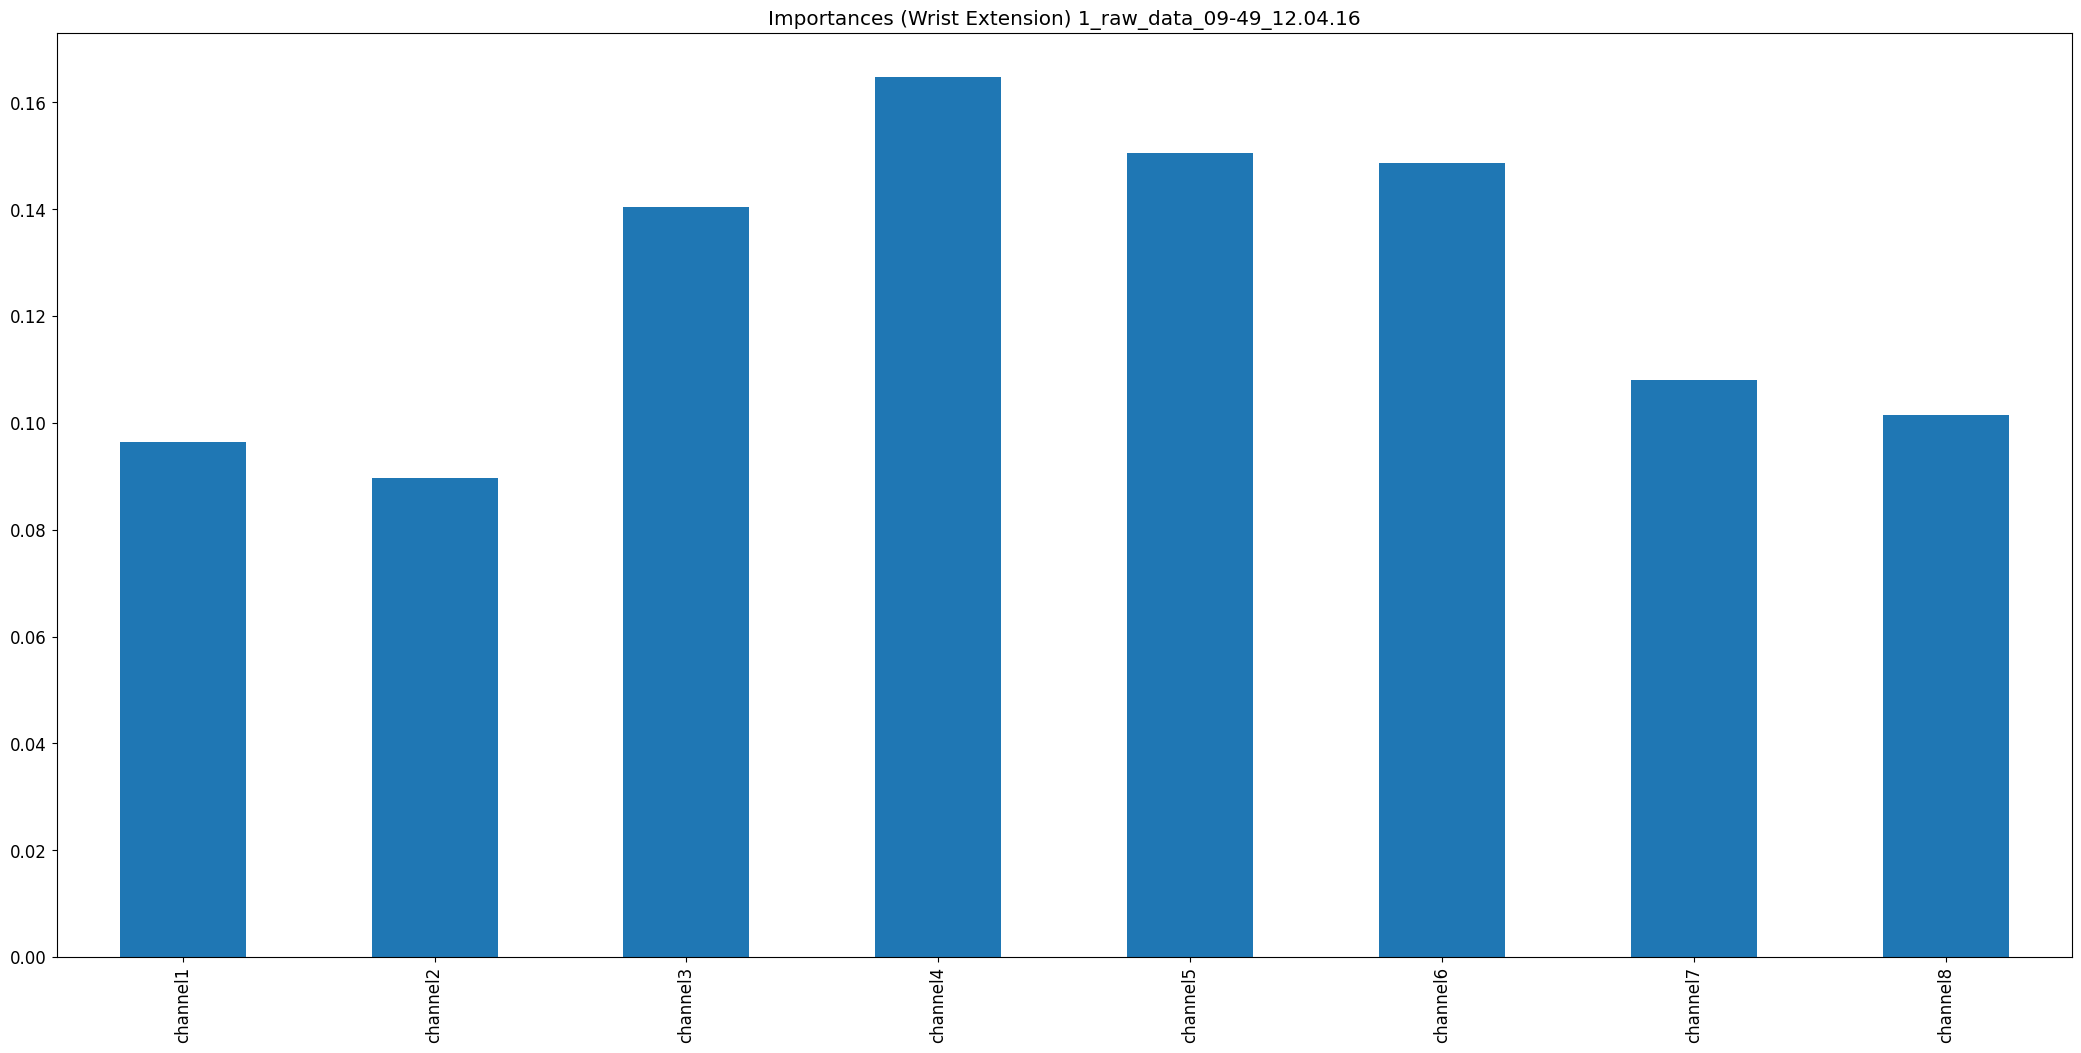 Importances (Wrist Extension) 1_raw_data_09-49_12.04.16
0.16
0.14
0.12
0.10
0.08
0.06
0.04
0.02
0.00
channel1
channel2
channel3
channel4
channel5
channel6
channel7
channel8